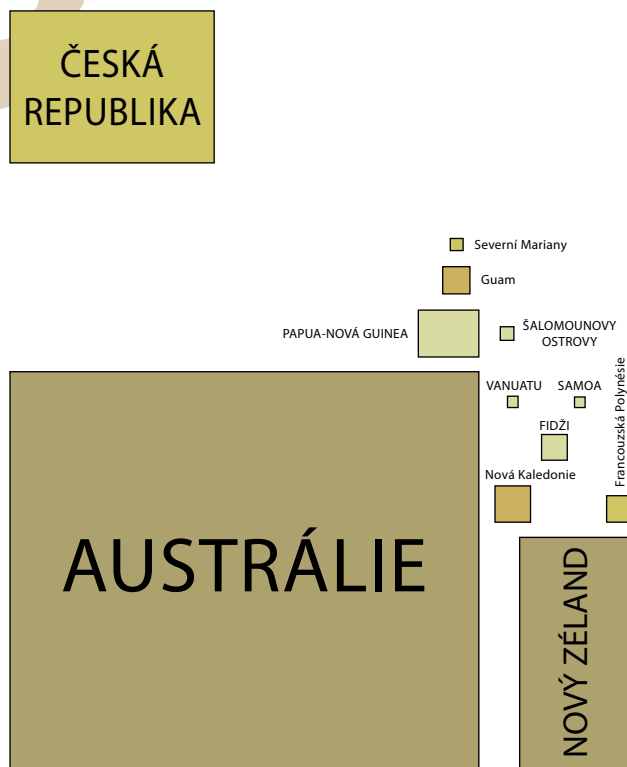 ČESKÁ
REPUBLIKA
Severní Mariany
Guam
PAPUA-NOVÁ GUINEA
ŠALOMOUNOVY
OSTROVY
VANUATU
SAMOA
Francouzská Polynésie
FIDŽI
Nová Kaledonie
AUSTRÁLIE
NOVÝ ZÉLAND